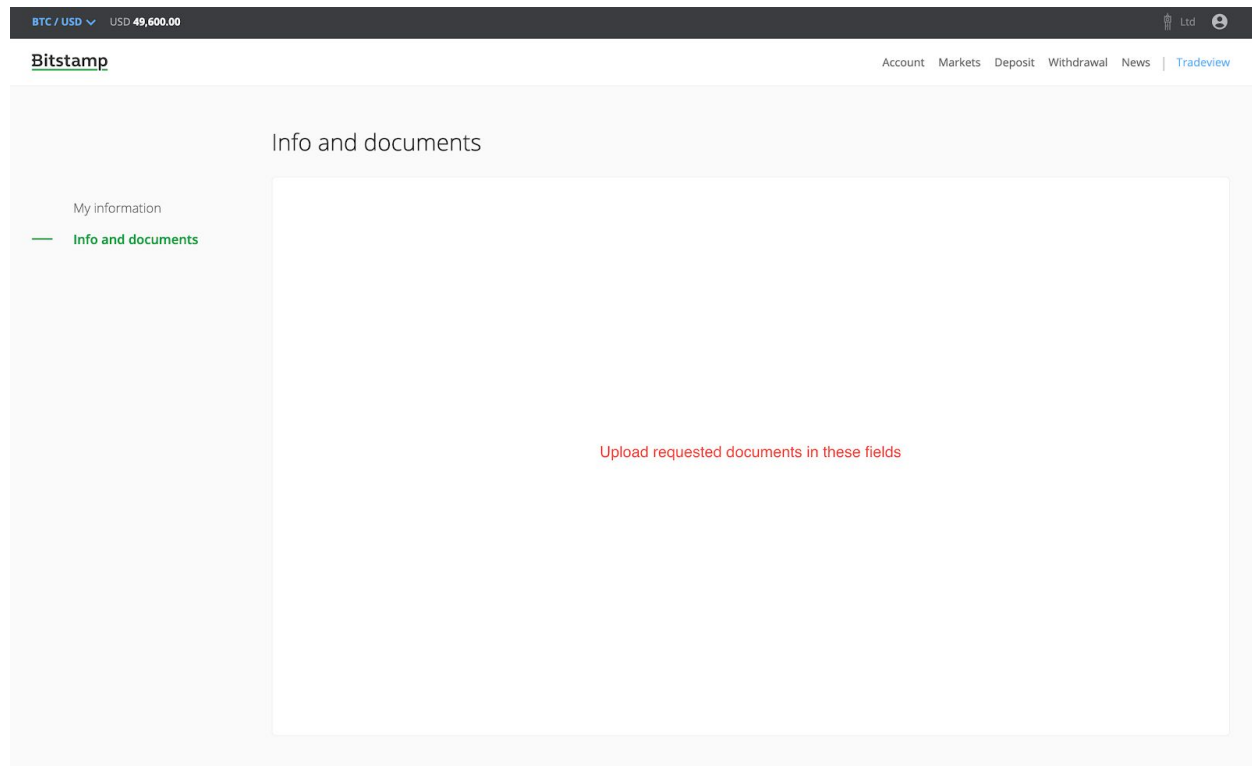 BTC / USD USD 49,600.00 Ltd
Bitstamp Account Markets Deposit Withdrawal News | Tradeview
Info and documents
My information
Info and documents
Upload requested documents in these fields